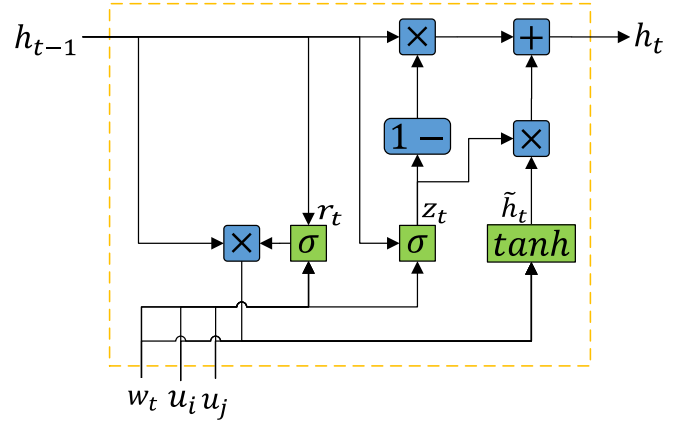 h_{t-1} × + h_t
1 − ×
r_t z_t h̃_t
× σ σ tanh
w_t u_i u_j